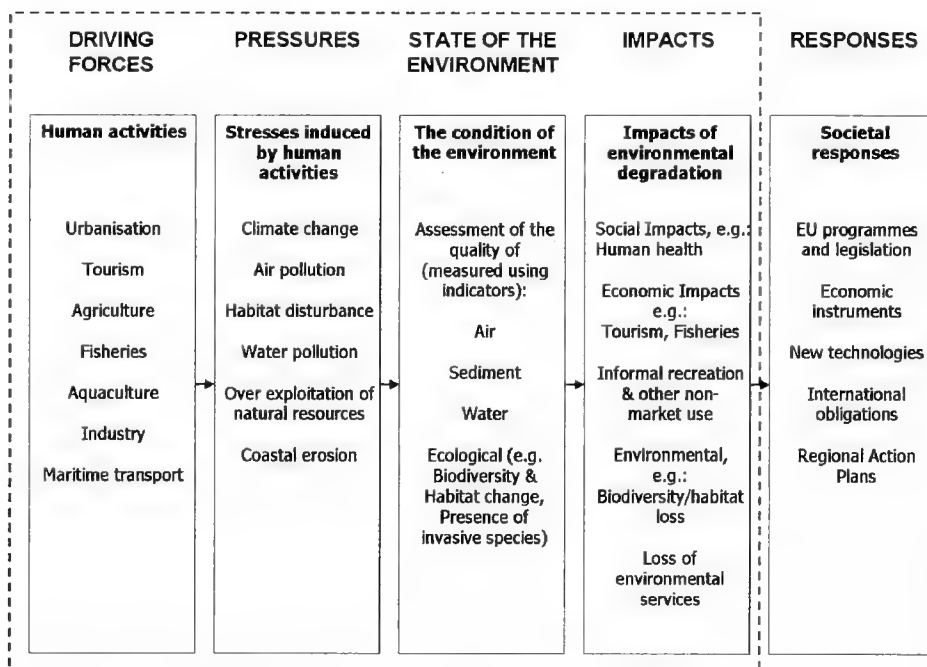 DRIVING
FORCES
PRESSURES
STATE OF THE
ENVIRONMENT
IMPACTS
RESPONSES
Human activities
Urbanisation
Tourism
Agriculture
Fisheries
Aquaculture
Industry
Maritime transport
Stresses induced
by human
activities
Climate change
Air pollution
Habitat disturbance
Water pollution
Over exploitation of
natural resources
Coastal erosion
The condition of
the environment
Assessment of the
quality of
(measured using
indicators):
Air
Sediment
Water
Ecological (e.g.
Biodiversity &
Habitat change,
Presence of
invasive species)
Impacts of
environmental
degradation
Social Impacts, e.g.:
Human health
Economic Impacts
e.g.:
Tourism, Fisheries
Informal recreation
& other non-
market use
Environmental,
e.g.:
Biodiversity/habitat
loss
Loss of
environmental
services
Societal
responses
EU programmes
and legislation
Economic
instruments
New technologies
International
obligations
Regional Action
Plans